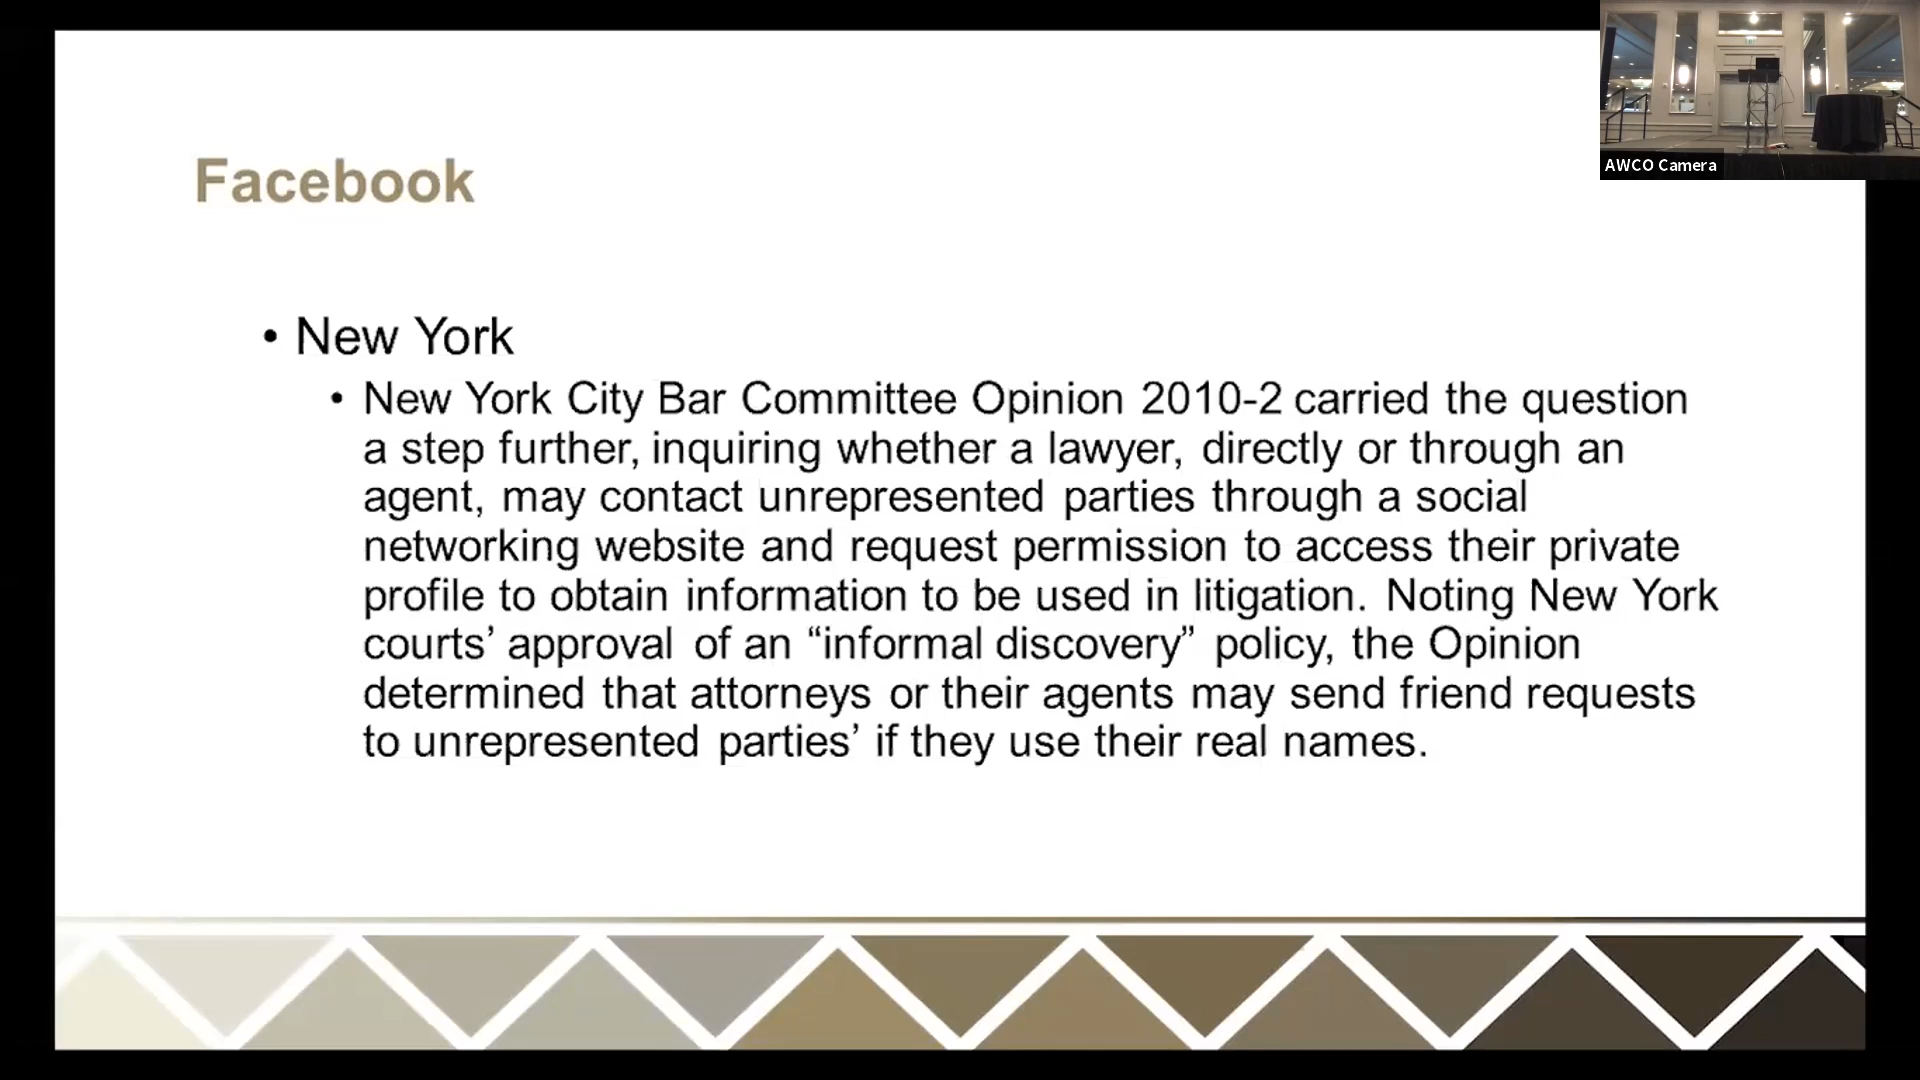 Facebook
• New York
• New York City Bar Committee Opinion 2010-2 carried the question
a step further, inquiring whether a lawyer, directly or through an
agent, may contact unrepresented parties through a social
networking website and request permission to access their private
profile to obtain information to be used in litigation. Noting New York
courts’ approval of an “informal discovery” policy, the Opinion
determined that attorneys or their agents may send friend requests
to unrepresented parties’ if they use their real names.
AWCO Camera